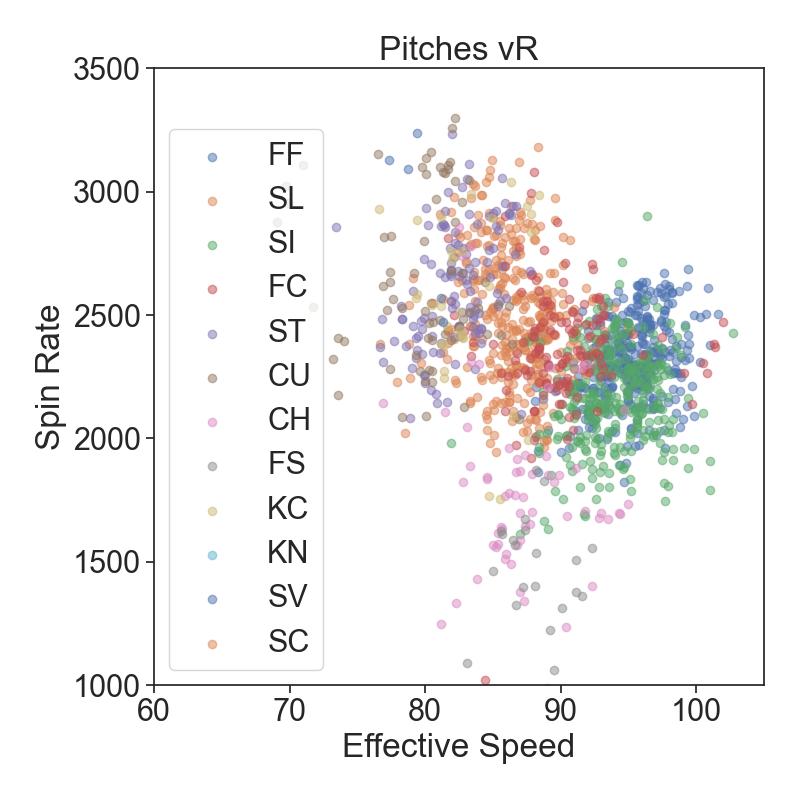 Pitches vR
3500
3000
2500
2000
1500
1000
Spin Rate
FF
SL
SI
FC
ST
CU
CH
FS
KC
KN
SV
SC
60 70 80 90 100
Effective Speed